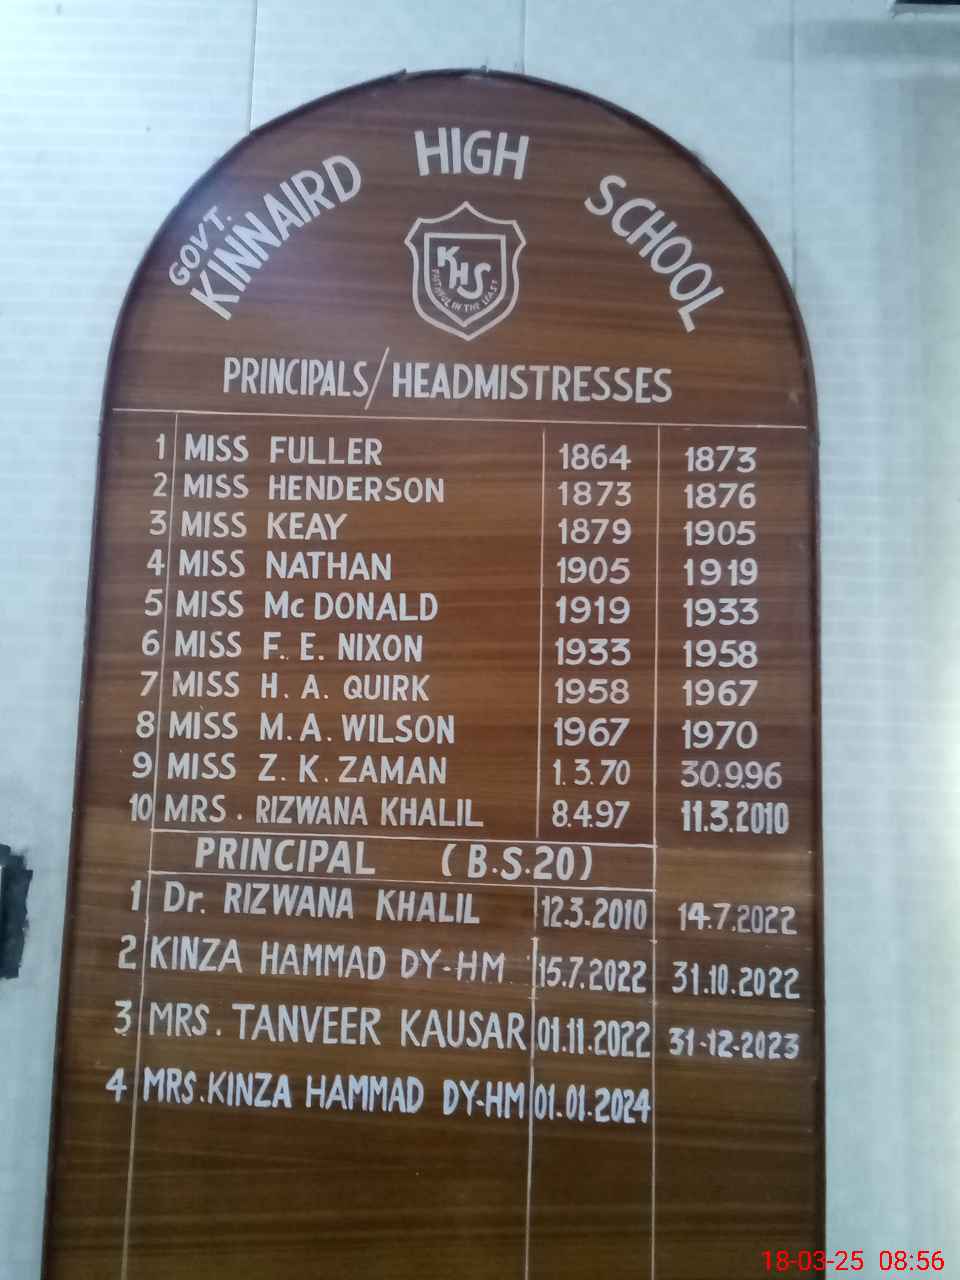 GOVT.
KINNAIRD HIGH SCHOOL
KHS
FAITHFUL IN THE LEAST
PRINCIPALS/HEADMISTRESSES
1 MISS FULLER 1864 1873
2 MISS HENDERSON 1873 1876
3 MISS KEAY 1879 1905
4 MISS NATHAN 1905 1919
5 MISS Mc DONALD 1919 1933
6 MISS F. E. NIXON 1933 1958
7 MISS H. A. QUIRK 1958 1967
8 MISS M. A. WILSON 1967 1970
9 MISS Z. K. ZAMAN 1.3.70 30.9.96
10 MRS. RIZWANA KHALIL 8.4.97 11.3.2010
PRINCIPAL (B.S.20)
1 Dr. RIZWANA KHALIL 12.3.2010 14.7.2022
2 KINZA HAMMAD DY-HM 15.7.2022 31.10.2022
3 MRS. TANVEER KAUSAR 01.11.2022 31-12-2023
4 MRS. KINZA HAMMAD DY-HM 01.01.2024
18-03-25 08:56